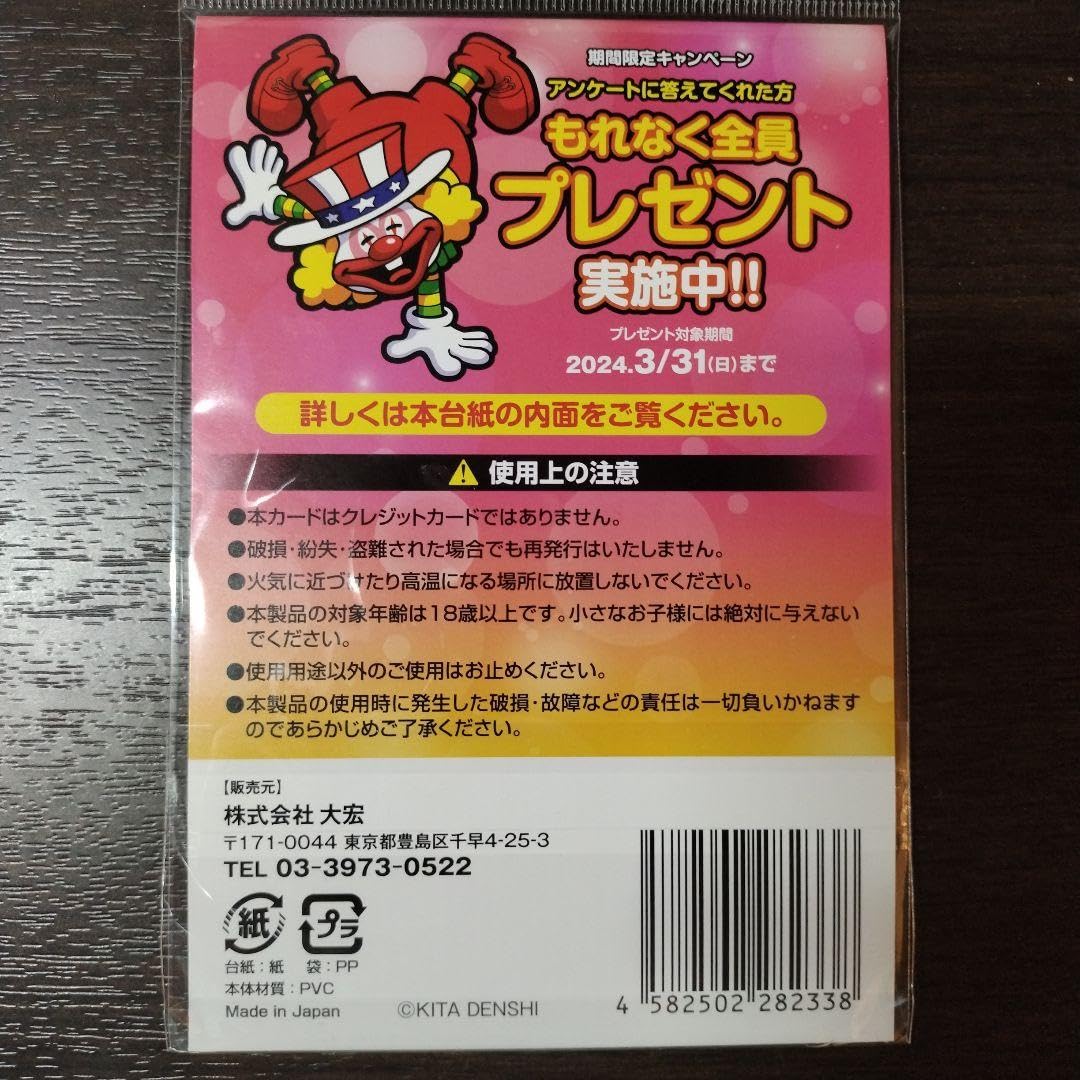 期間限定キャンペーン
アンケートに答えてくれた方
もれなく全員
プレゼント
実施中!!
プレゼント対象期間
2024.3/31(日)まで
詳しくは本台紙の内面をご覧ください。
使用上の注意
●本カードはクレジットカードではありません。
●破損・紛失・盗難された場合でも再発行はいたしません。
●火気に近づけたり高温になる場所に放置しないでください。
●本製品の対象年齢は18歳以上です。小さなお子様には絶対に与えない
でください。
●使用用途以外のご使用はお止めください。
●本製品の使用時に発生した破損・故障などの責任は一切負いかねます
のであらかじめご了承ください。
【販売元】
株式会社 大宏
〒171-0044 東京都豊島区千早4-25-3
TEL 03-3973-0522
紙 プラ
台紙：紙 袋：PP
本体材質：PVC
Made in Japan ©KITA DENSHI
4 582502 282338